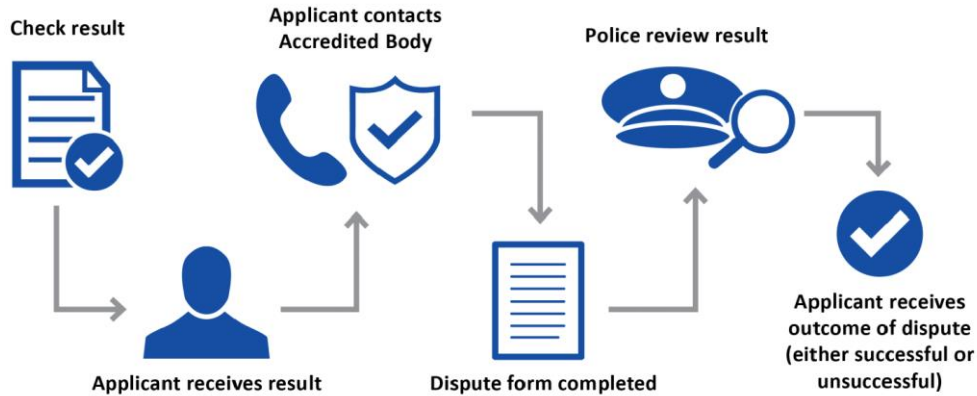 Check result
Applicant receives result
Applicant contacts
Accredited Body
Dispute form completed
Police review result
Applicant receives
outcome of dispute
(either successful or
unsuccessful)